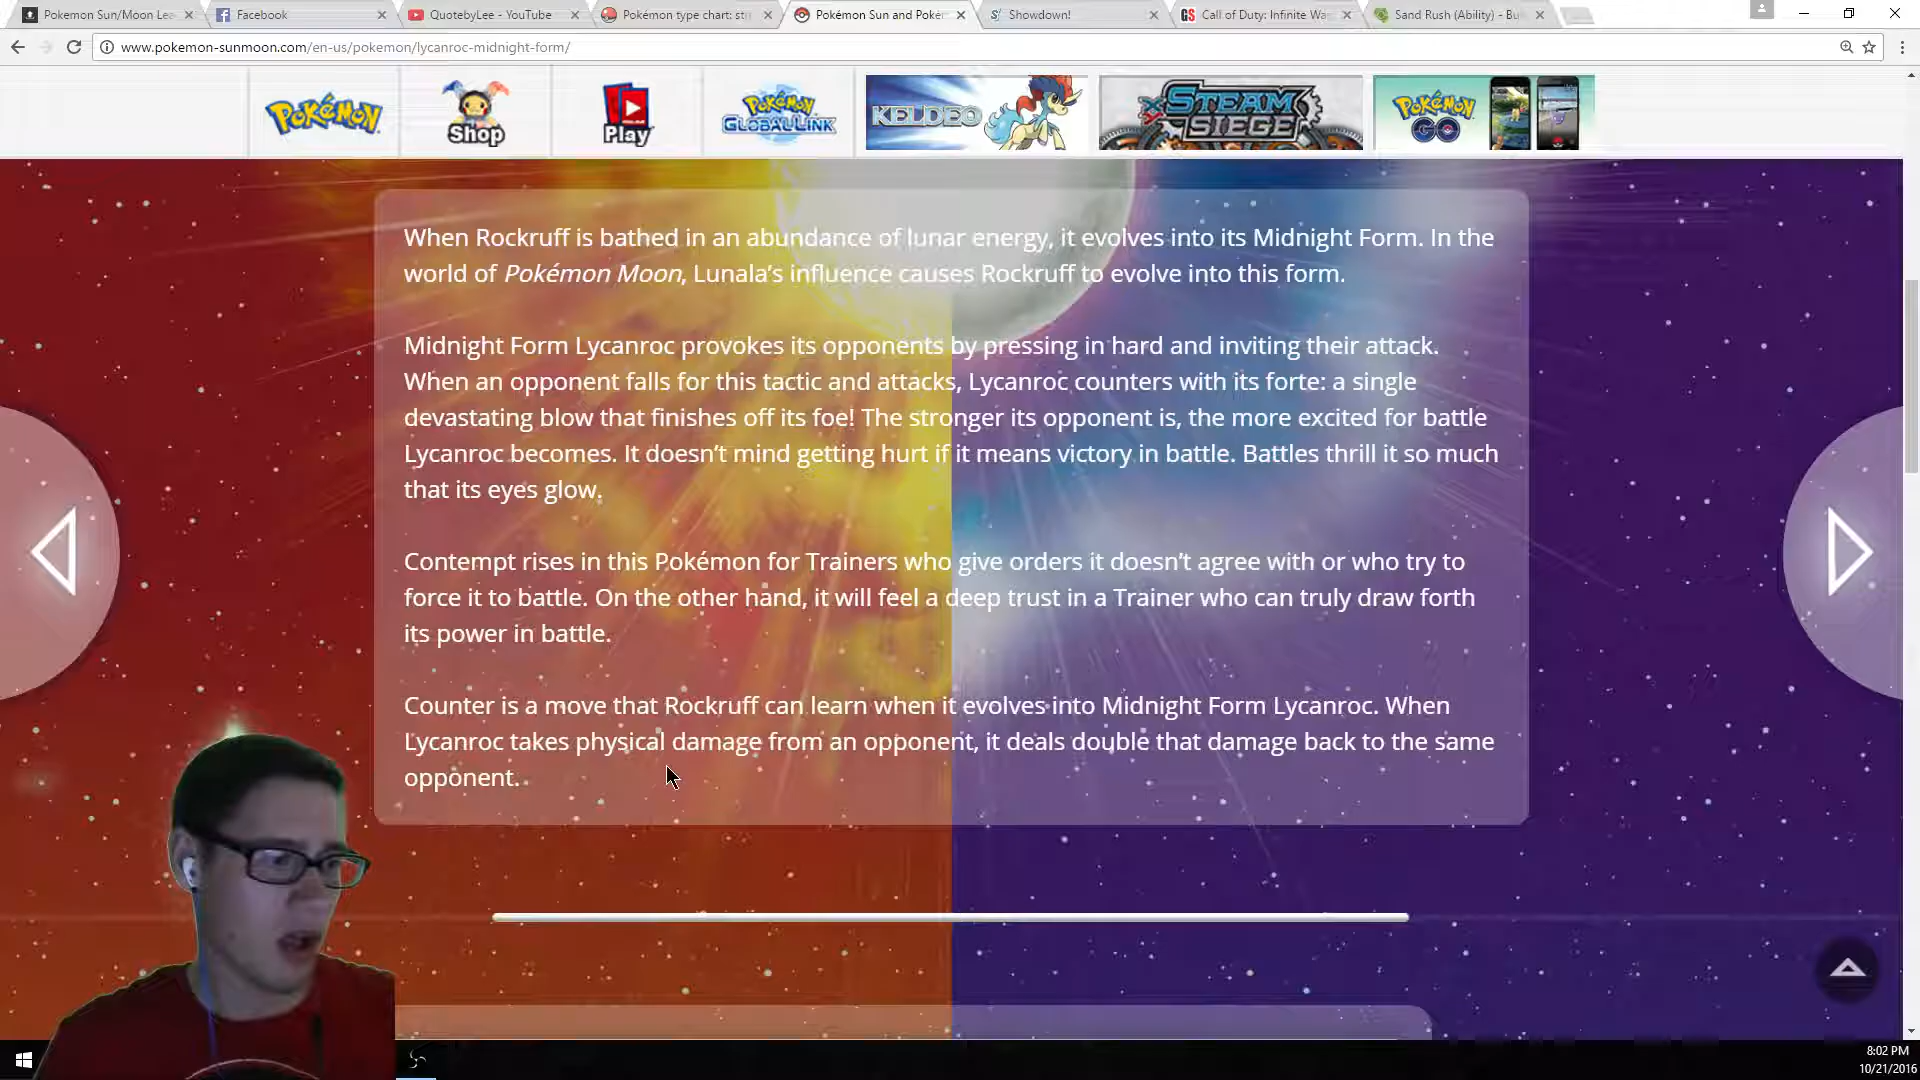 Pokemon Sun/Moon Lea
Facebook
QuotebyLee - YouTube
Pokémon type chart: str
Pokémon Sun and Poké
Showdown!
Call of Duty: Infinite Wa
Sand Rush (Ability) - Bu
www.pokemon-sunmoon.com/en-us/pokemon/lycanroc-midnight-form/
Pokémon
Shop
Play
Pokémon GLOBAL LINK
KELDEO
STEAM SIEGE
Pokémon GO
When Rockruff is bathed in an abundance of lunar energy, it evolves into its Midnight Form. In the
world of Pokémon Moon, Lunala’s influence causes Rockruff to evolve into this form.
Midnight Form Lycanroc provokes its opponents by pressing in hard and inviting their attack.
When an opponent falls for this tactic and attacks, Lycanroc counters with its forte: a single
devastating blow that finishes off its foe! The stronger its opponent is, the more excited for battle
Lycanroc becomes. It doesn’t mind getting hurt if it means victory in battle. Battles thrill it so much
that its eyes glow.
Contempt rises in this Pokémon for Trainers who give orders it doesn’t agree with or who try to
force it to battle. On the other hand, it will feel a deep trust in a Trainer who can truly draw forth
its power in battle.
Counter is a move that Rockruff can learn when it evolves into Midnight Form Lycanroc. When
Lycanroc takes physical damage from an opponent, it deals double that damage back to the same
opponent.
8:02 PM
10/21/2016